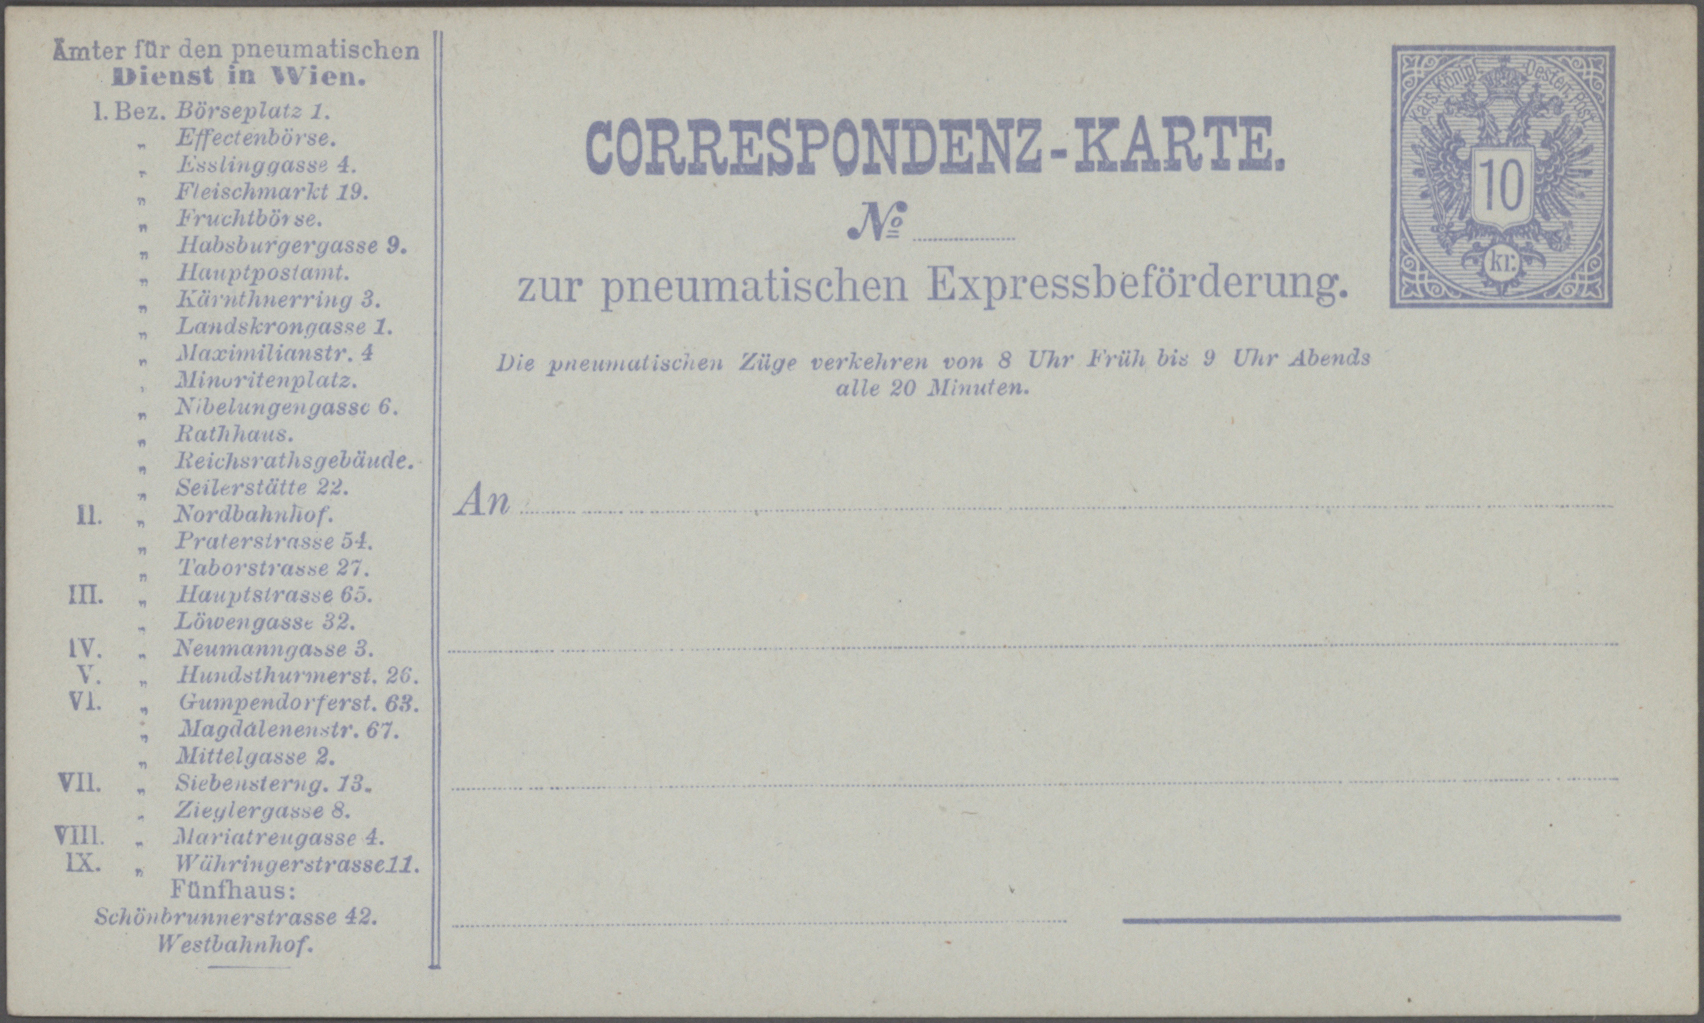 Ämter für den pneumatischen
Dienst in Wien.
I. Bez. Börseplatz 1.
„ Effectenbörse.
„ Esslinggasse 4.
„ Fleischmarkt 19.
„ Fruchtbörse.
„ Habsburgergasse 9.
„ Hauptpostamt.
„ Kärnthnerring 3.
„ Landskrongasse 1.
„ Maximilianstr. 4
„ Minoritenplatz.
„ Nibelungengasse 6.
„ Rathhaus.
„ Reichsrathsgebäude.
„ Seilerstätte 22.
II. „ Nordbahnhof.
„ Praterstrasse 54.
„ Taborstrasse 27.
III. „ Hauptstrasse 65.
„ Löwengasse 32.
IV. „ Neumanngasse 3.
V. „ Hundsthurmerst. 26.
VI. „ Gumpendorferst. 63.
„ Magdalenenstr. 67.
„ Mittelgasse 2.
VII. „ Siebensterng. 13.
„ Zieglergasse 8.
VIII. „ Mariatreugasse 4.
IX. „ Währingerstrasse 11.
Fünfhaus:
Schönbrunnerstrasse 42.
Westbahnhof.
CORRESPONDENZ-KARTE.
No
zur pneumatischen Expressbeförderung.
Die pneumatischen Züge verkehren von 8 Uhr Früh bis 9 Uhr Abends
alle 20 Minuten.
An
Kais. Königl. Oesterr. Post.
10
kr.